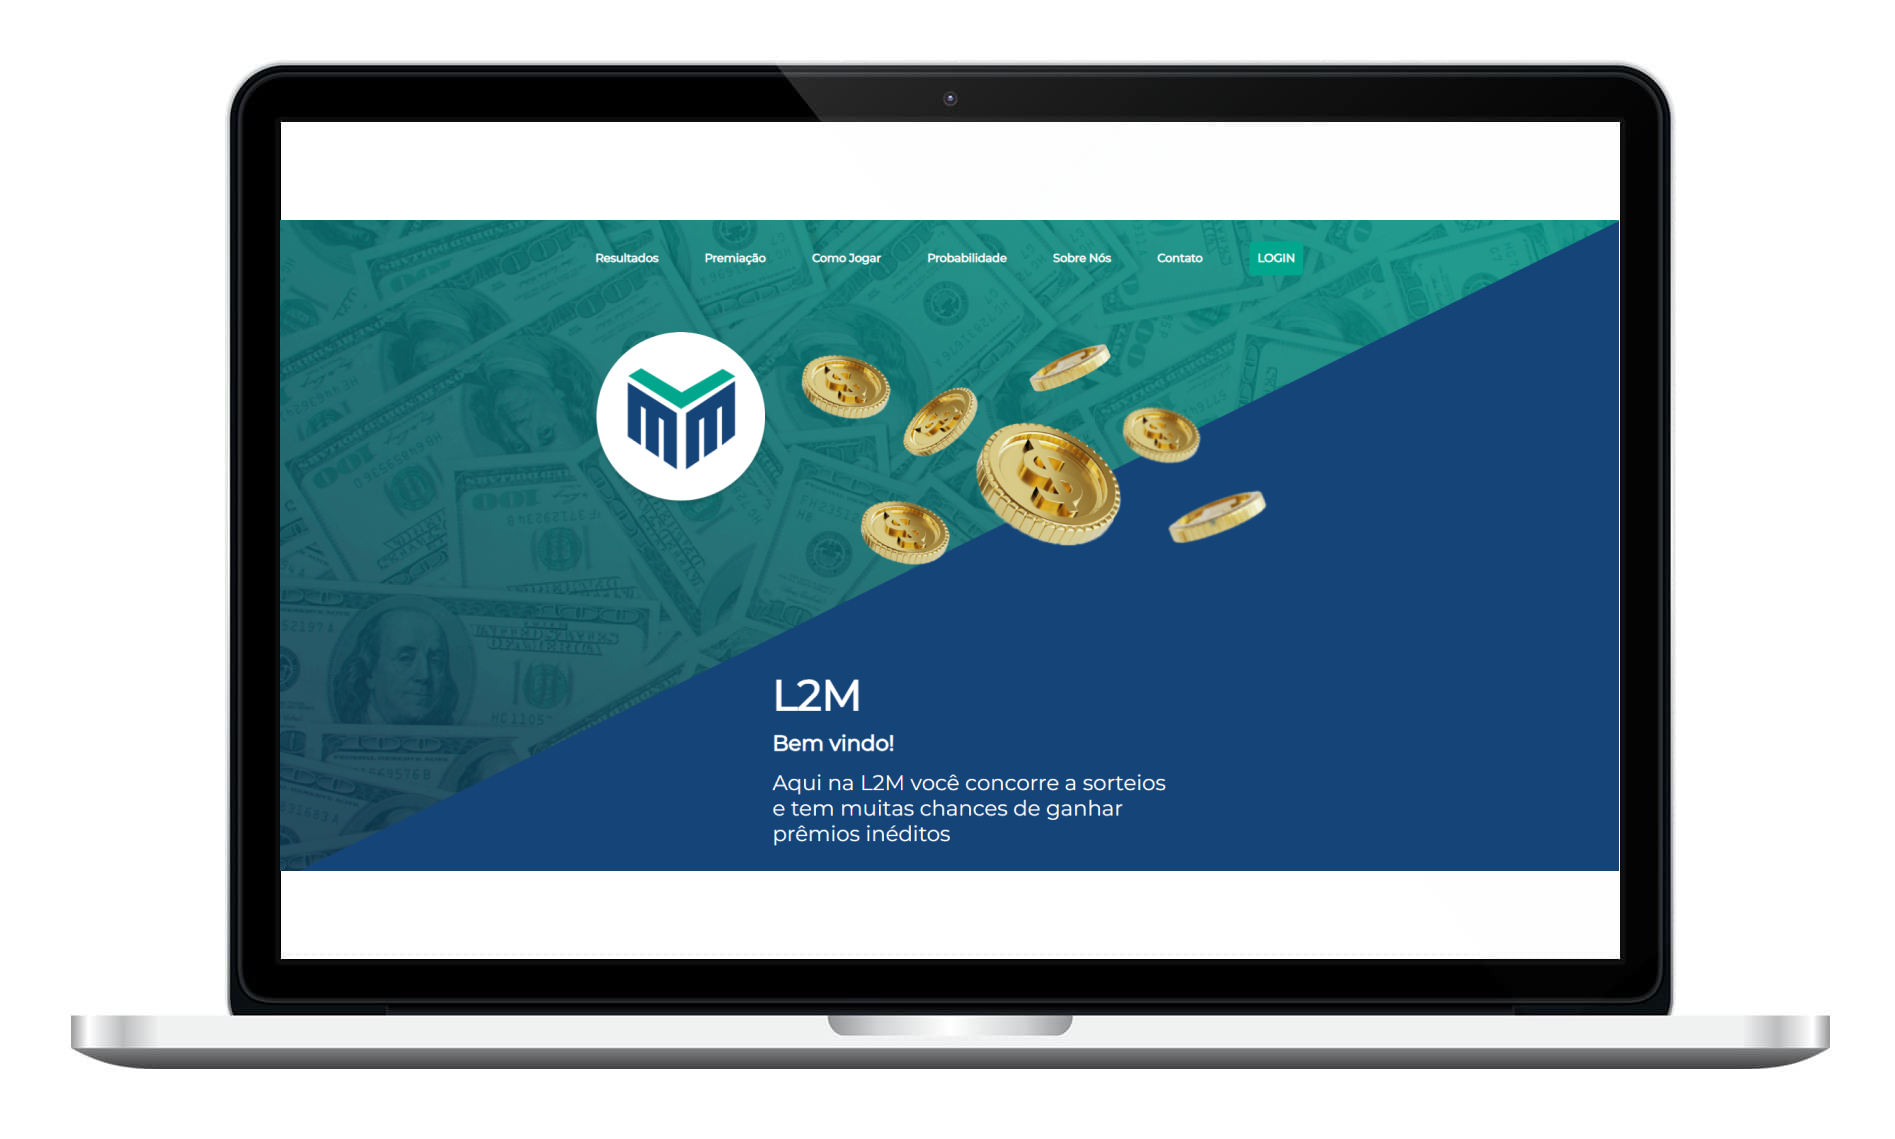 Resultados Premiação Como Jogar Probabilidade Sobre Nós Contato LOGIN
L2M
Bem vindo!
Aqui na L2M você concorre a sorteios
e tem muitas chances de ganhar
prêmios inéditos